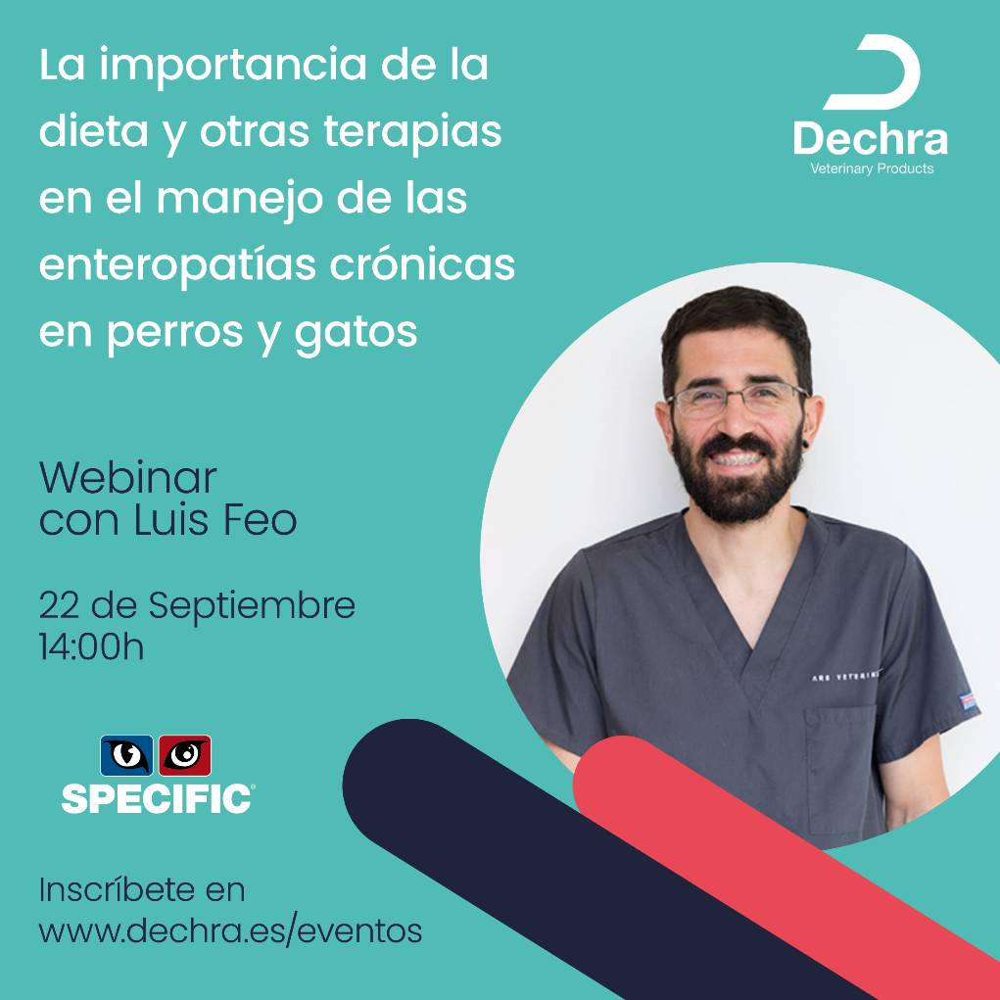 La importancia de la
dieta y otras terapias
en el manejo de las
enteropatías crónicas
en perros y gatos
Dechra
Veterinary Products
Webinar
con Luis Feo
22 de Septiembre
14:00h
ARS
SPECIFIC®
Inscríbete en
www.dechra.es/eventos